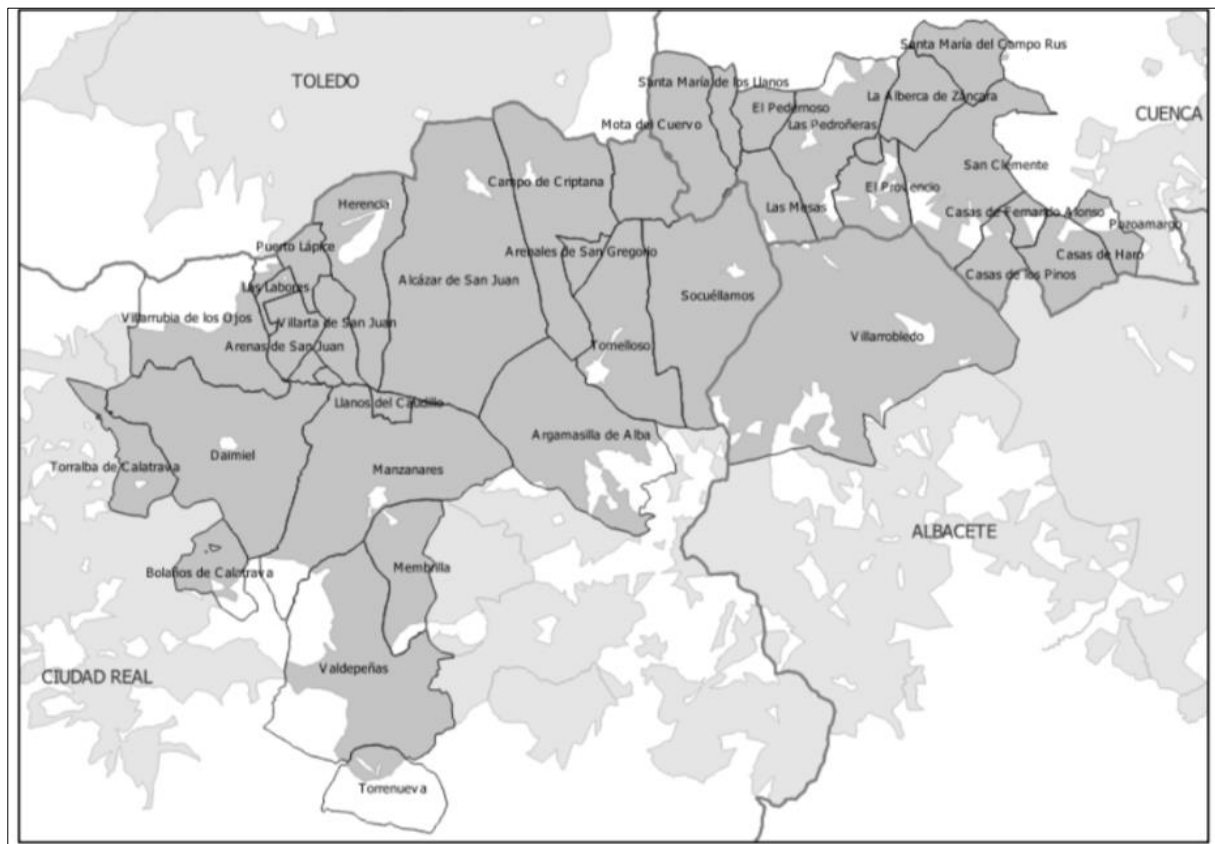 Santa María del Campo Rus
TOLEDO
Santa María de los Llanos
La Alberca de Záncara
El Pedernoso
CUENCA
Mota del Cuervo
Las Pedroñeras
San Clemente
Campo de Criptana
El Provencio
Herencia
Las Mesas
Casas de Fernando Alonso
Pozoamargo
Puerto Lápice
Arenales de San Gregorio
Casas de Haro
Alcázar de San Juan
Casas de los Pinos
Las Labores
Socuéllamos
Villarrubia de los Ojos
Villarta de San Juan
Villarrobledo
Arenas de San Juan
Tomelloso
Llanos del Caudillo
Argamasilla de Alba
Daimiel
Torralba de Calatrava
Manzanares
ALBACETE
Bolaños de Calatrava
Membrilla
Valdepeñas
CIUDAD REAL
Torrenueva